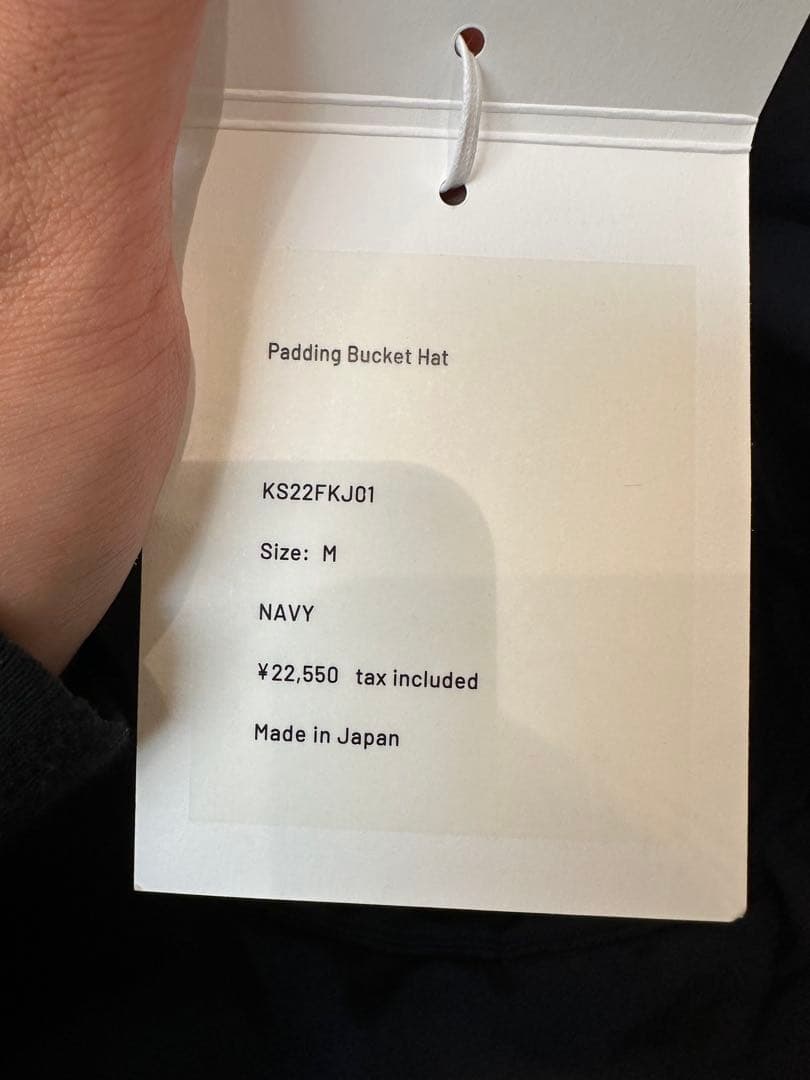 Padding Bucket Hat
KS22FKJ01
Size: M
NAVY
¥22,550 tax included
Made in Japan